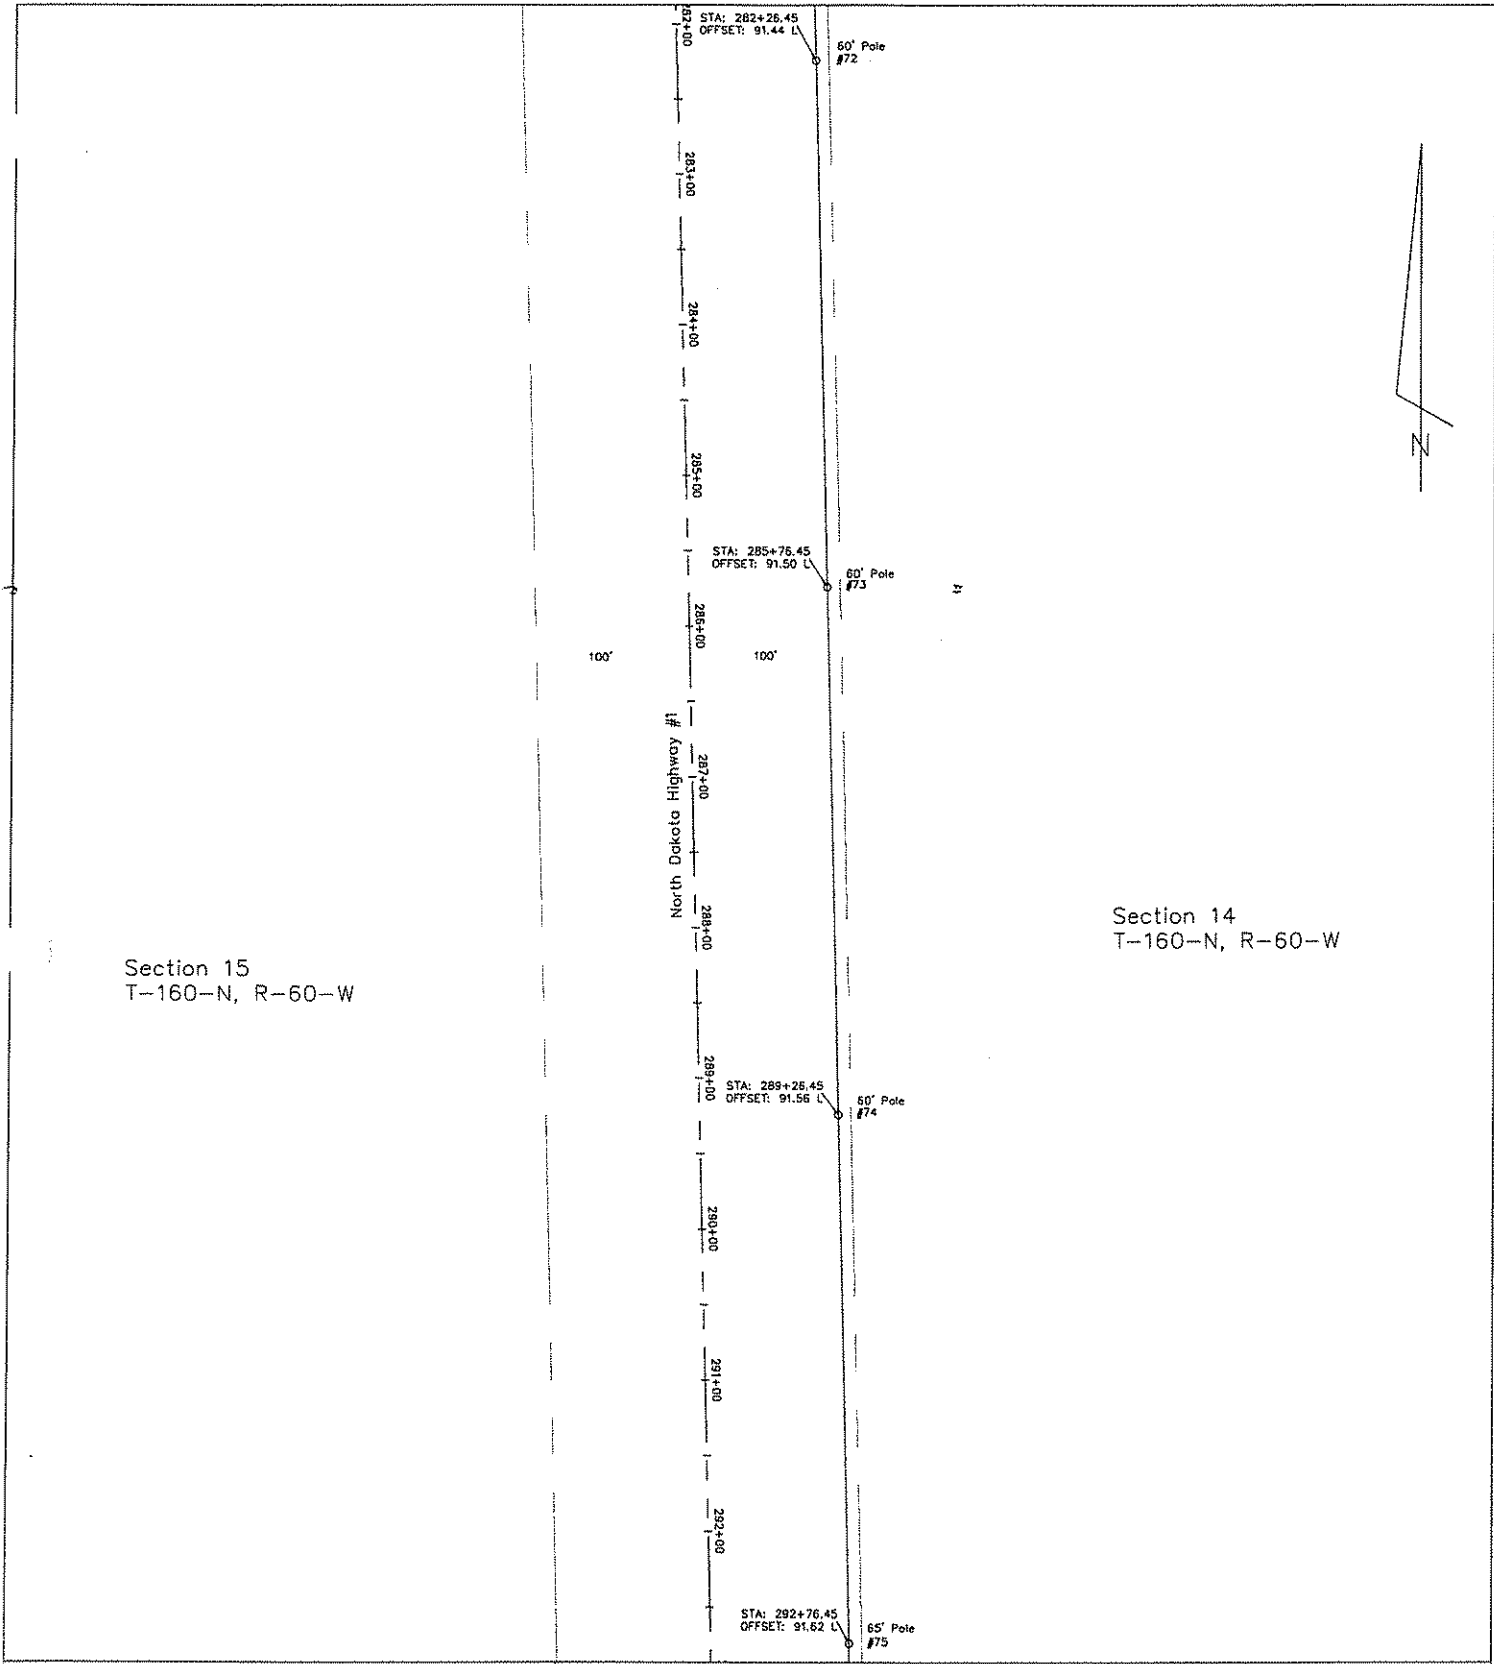 282+00
STA: 282+26.45
OFFSET: 91.44 L
60' Pole
#72
283+00
284+00
N
285+00
STA: 285+76.45
OFFSET: 91.50 L
60' Pole
#73
286+00
100'
100'
North Dakota Highway
#1
287+00
288+00
Section 14
T-160-N, R-60-W
Section 15
T-160-N, R-60-W
289+00
STA: 289+26.45
OFFSET: 91.56 L
60' Pole
#74
290+00
291+00
292+00
STA: 292+76.45
OFFSET: 91.62 L
65' Pole
#75